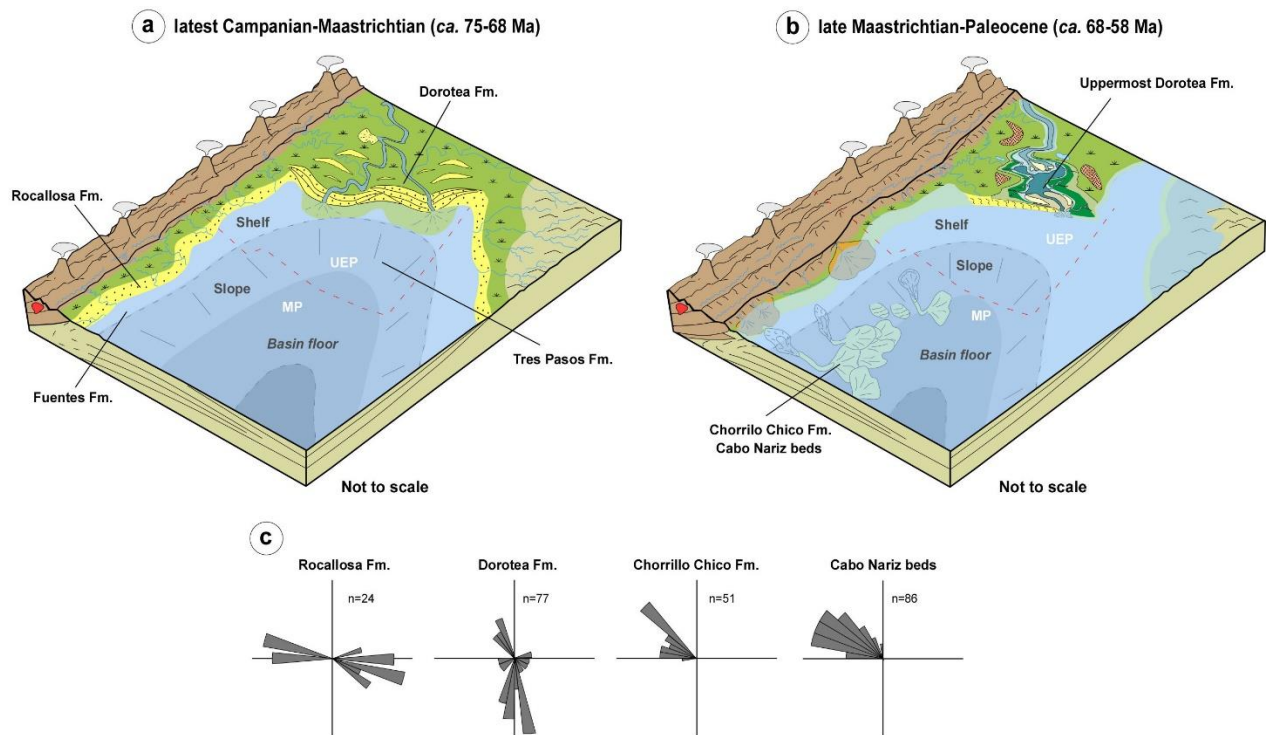 a latest Campanian-Maastrichtian (ca. 75-68 Ma)
Dorotea Fm.
Rocallosa Fm.
Shelf
UEP
Slope
MP
Basin floor
Tres Pasos Fm.
Fuentes Fm.
Not to scale
b late Maastrichtian-Paleocene (ca. 68-58 Ma)
Uppermost Dorotea Fm.
Shelf
UEP
Slope
MP
Basin floor
Chorrilo Chico Fm.
Cabo Nariz beds
Not to scale
c
Rocallosa Fm.
n=24
Dorotea Fm.
n=77
Chorrillo Chico Fm.
n=51
Cabo Nariz beds
n=86